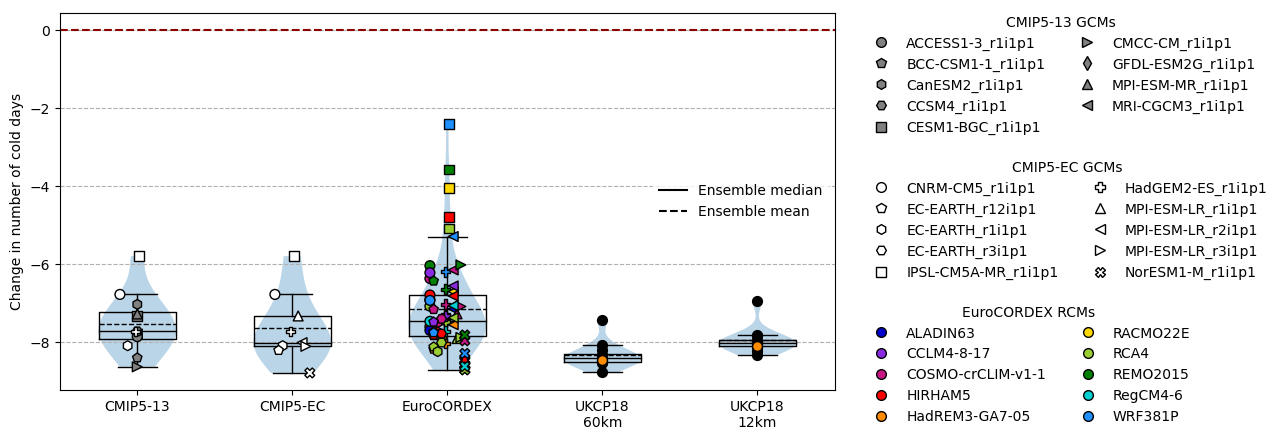 Change in number of cold days
0
−2
−4
−6
−8
CMIP5-13
CMIP5-EC
EuroCORDEX
UKCP18
60km
UKCP18
12km
Ensemble median
Ensemble mean
CMIP5-13 GCMs
ACCESS1-3_r1i1p1
BCC-CSM1-1_r1i1p1
CanESM2_r1i1p1
CCSM4_r1i1p1
CESM1-BGC_r1i1p1
CMCC-CM_r1i1p1
GFDL-ESM2G_r1i1p1
MPI-ESM-MR_r1i1p1
MRI-CGCM3_r1i1p1
CMIP5-EC GCMs
CNRM-CM5_r1i1p1
EC-EARTH_r12i1p1
EC-EARTH_r1i1p1
EC-EARTH_r3i1p1
IPSL-CM5A-MR_r1i1p1
HadGEM2-ES_r1i1p1
MPI-ESM-LR_r1i1p1
MPI-ESM-LR_r2i1p1
MPI-ESM-LR_r3i1p1
NorESM1-M_r1i1p1
EuroCORDEX RCMs
ALADIN63
CCLM4-8-17
COSMO-crCLIM-v1-1
HIRHAM5
HadREM3-GA7-05
RACMO22E
RCA4
REMO2015
RegCM4-6
WRF381P